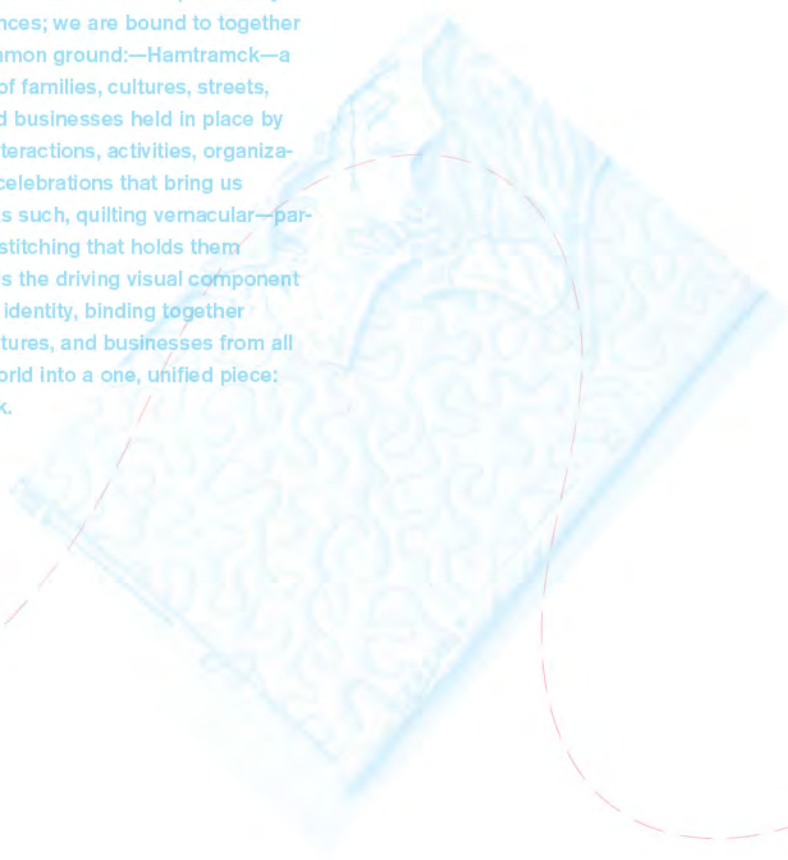 nces; we are bound to together
mmon ground:—Hamtramck—a
of families, cultures, streets,
d businesses held in place by
teractions, activities, organiza-
celebrations that bring us
s such, quilting vernacular—par-
stitching that holds them
s the driving visual component
identity, binding together
tures, and businesses from all
orld into a one, unified piece:
k.